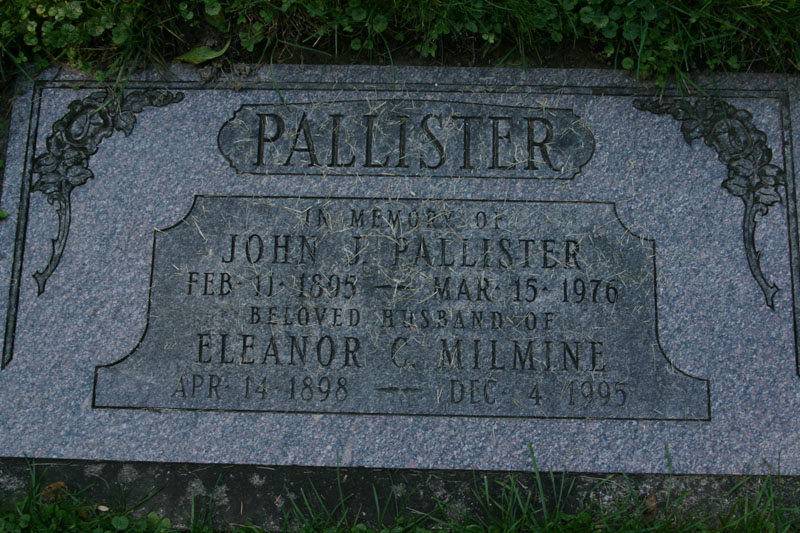 PALLISTER
IN MEMORY OF
JOHN J. PALLISTER
FEB · 11 · 1895 — MAR · 15 · 1976
BELOVED HUSBAND OF
ELEANOR C. MILMINE
APR · 14 · 1898 — DEC · 4 · 1995